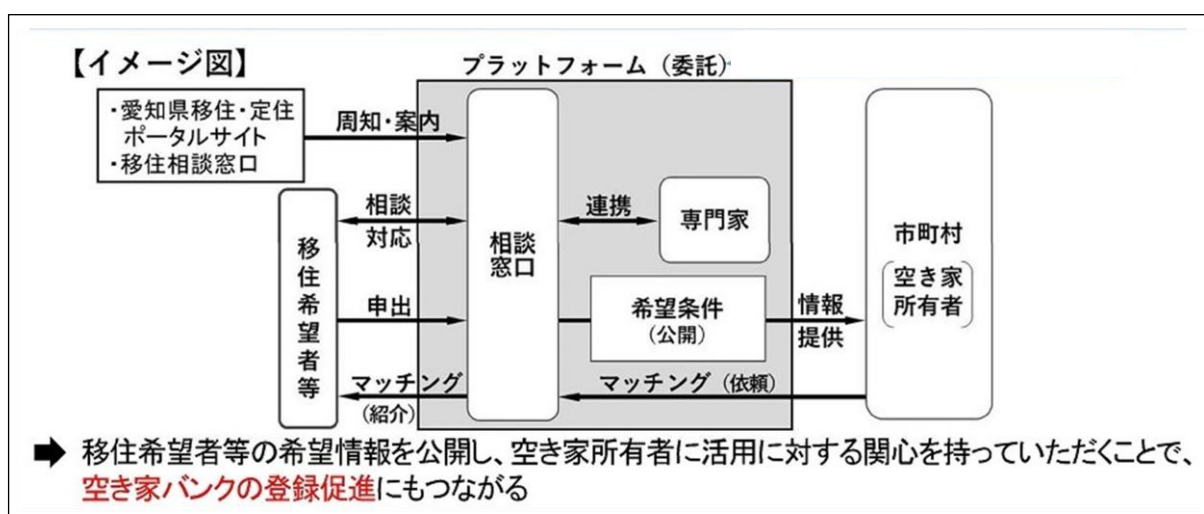 【イメージ図】
プラットフォーム（委託）
・愛知県移住・定住
ポータルサイト
・移住相談窓口
周知・案内
移住希望者等
相談
対応
申出
マッチング
（紹介）
相談
窓口
連携
専門家
希望条件
（公開）
情報
提供
マッチング（依頼）
市町村
空き家
所有者
➡ 移住希望者等の希望情報を公開し、空き家所有者に活用に対する関心を持っていただくことで、
空き家バンクの登録促進にもつながる